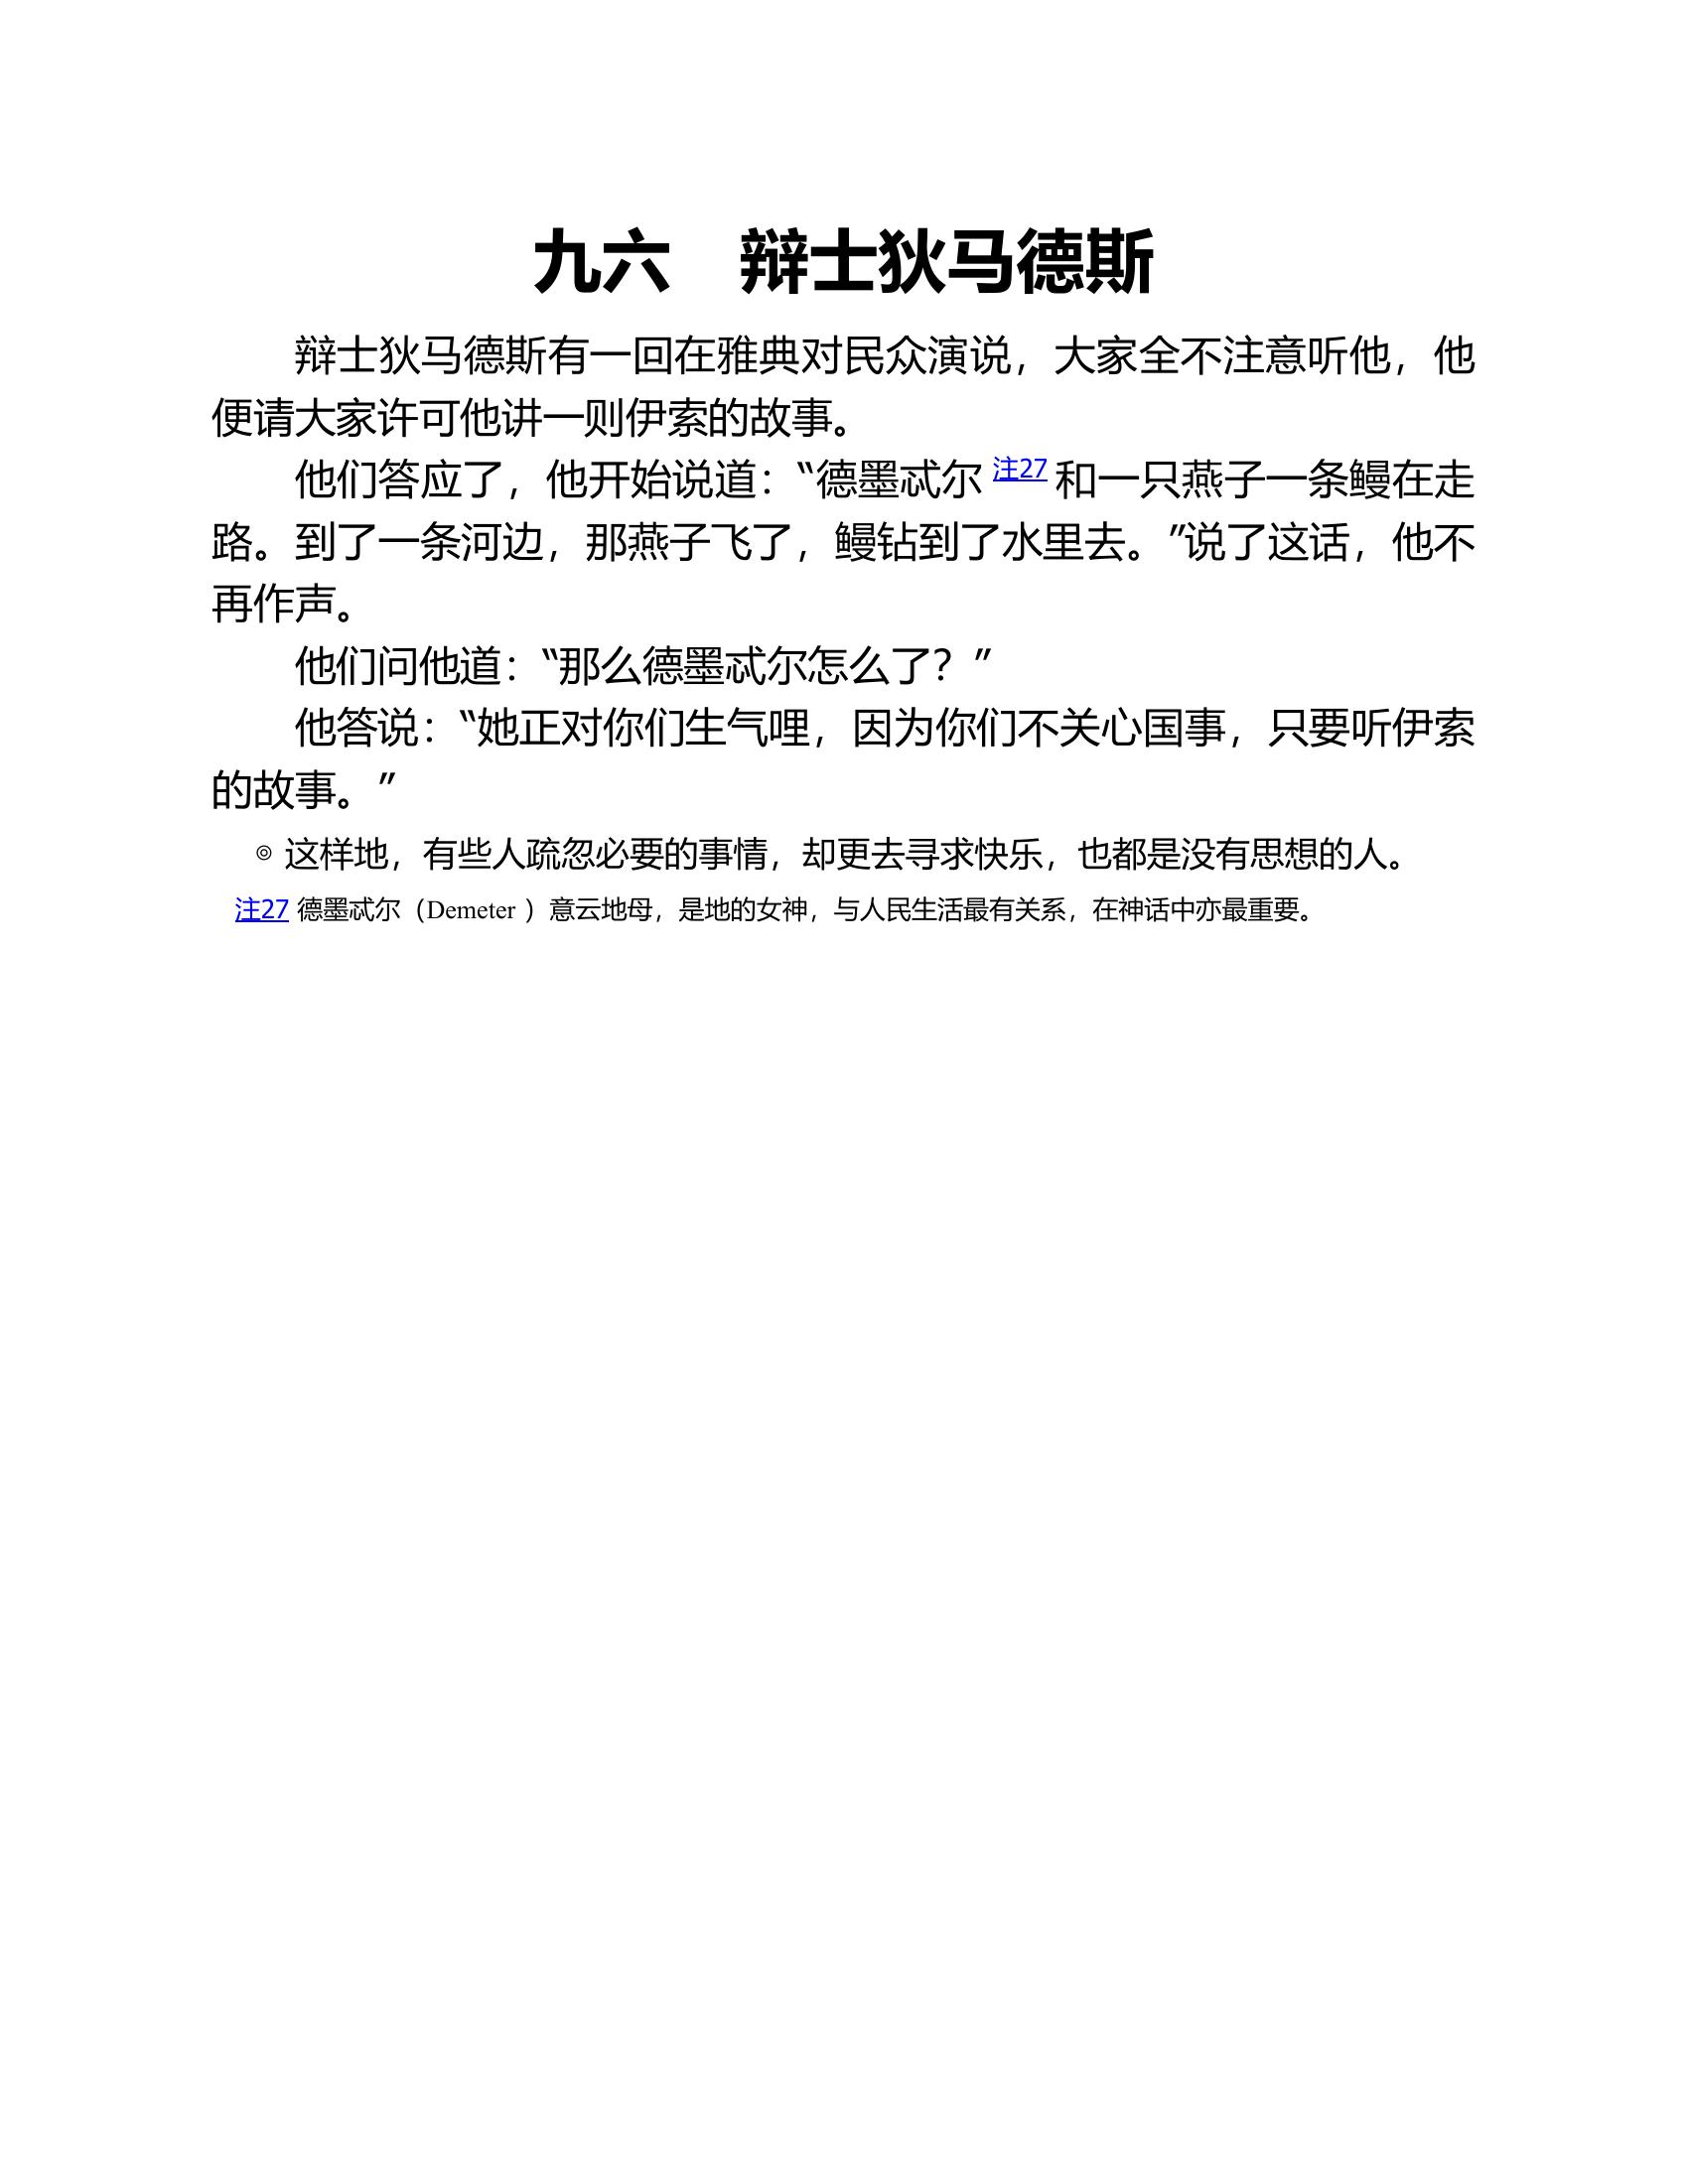 九六　辩士狄马德斯
辩士狄马德斯有一回在雅典对民众演说，大家全不注意听他，他
便请大家许可他讲一则伊索的故事。
他们答应了，他开始说道：“德墨忒尔 注27 和一只燕子一条鳗在走
路。到了一条河边，那燕子飞了，鳗钻到了水里去。”说了这话，他不
再作声。
他们问他道：“那么德墨忒尔怎么了？”
他答说：“她正对你们生气哩，因为你们不关心国事，只要听伊索
的故事。”
◎ 这样地，有些人疏忽必要的事情，却更去寻求快乐，也都是没有思想的人。
注27 德墨忒尔（Demeter ）意云地母，是地的女神，与人民生活最有关系，在神话中亦最重要。